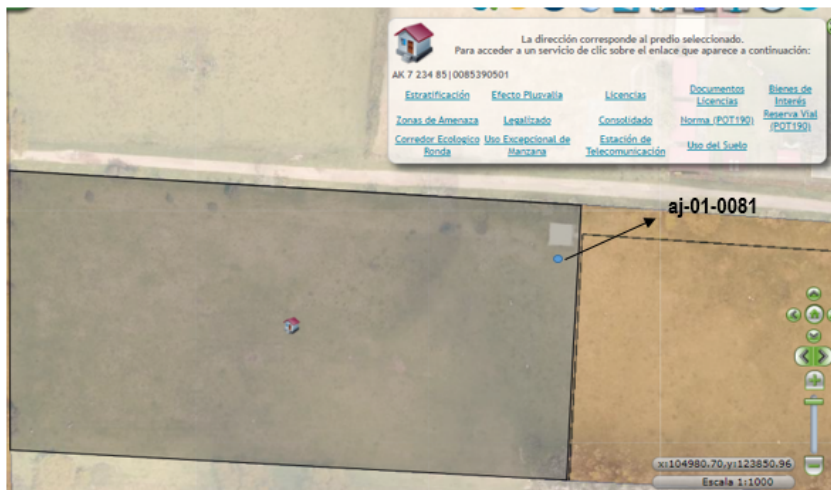 La dirección corresponde al predio seleccionado.
Para acceder a un servicio de clic sobre el enlace que aparece a continuación:
AK 7 234 85|0085390501
Estratificación Efecto Plusvalía Licencias Documentos Licencias Bienes de Interés
Zonas de Amenaza Legalizado Consolidado Norma (POT190) Reserva Vial (POT190)
Corredor Ecologico Ronda Uso Excepcional de Manzana Estación de Telecomunicación Uso del Suelo
aj-01-0081
x:104980.70,y:123850.96
Escala 1:1000